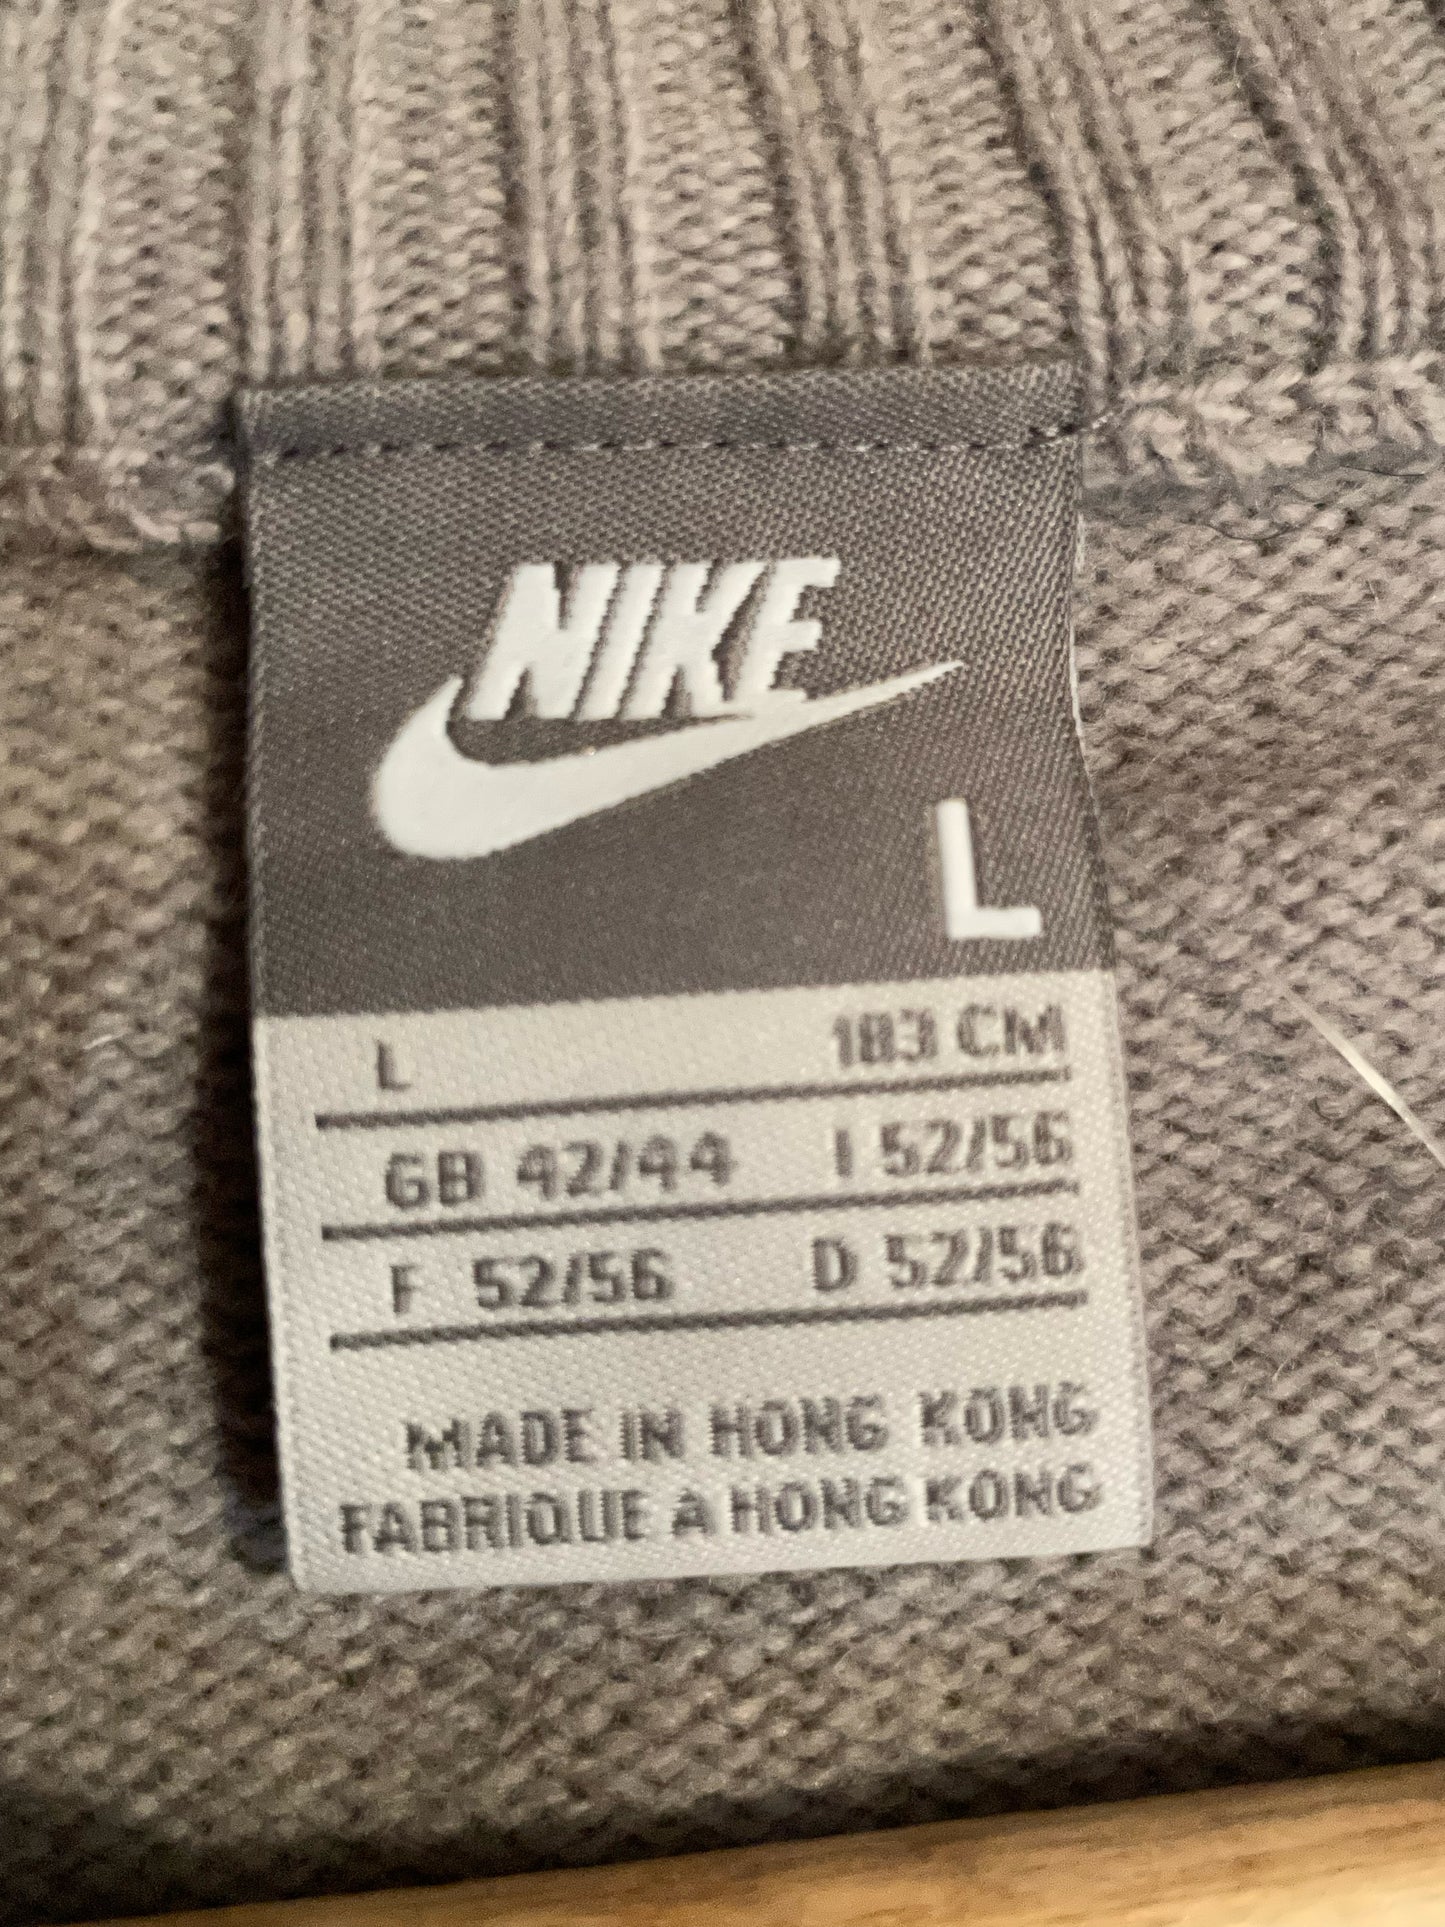 NIKE
L
L 183 CM
GB 42/44 I 52/56
F 52/56 D 52/56
MADE IN HONG KONG
FABRIQUE A HONG KONG